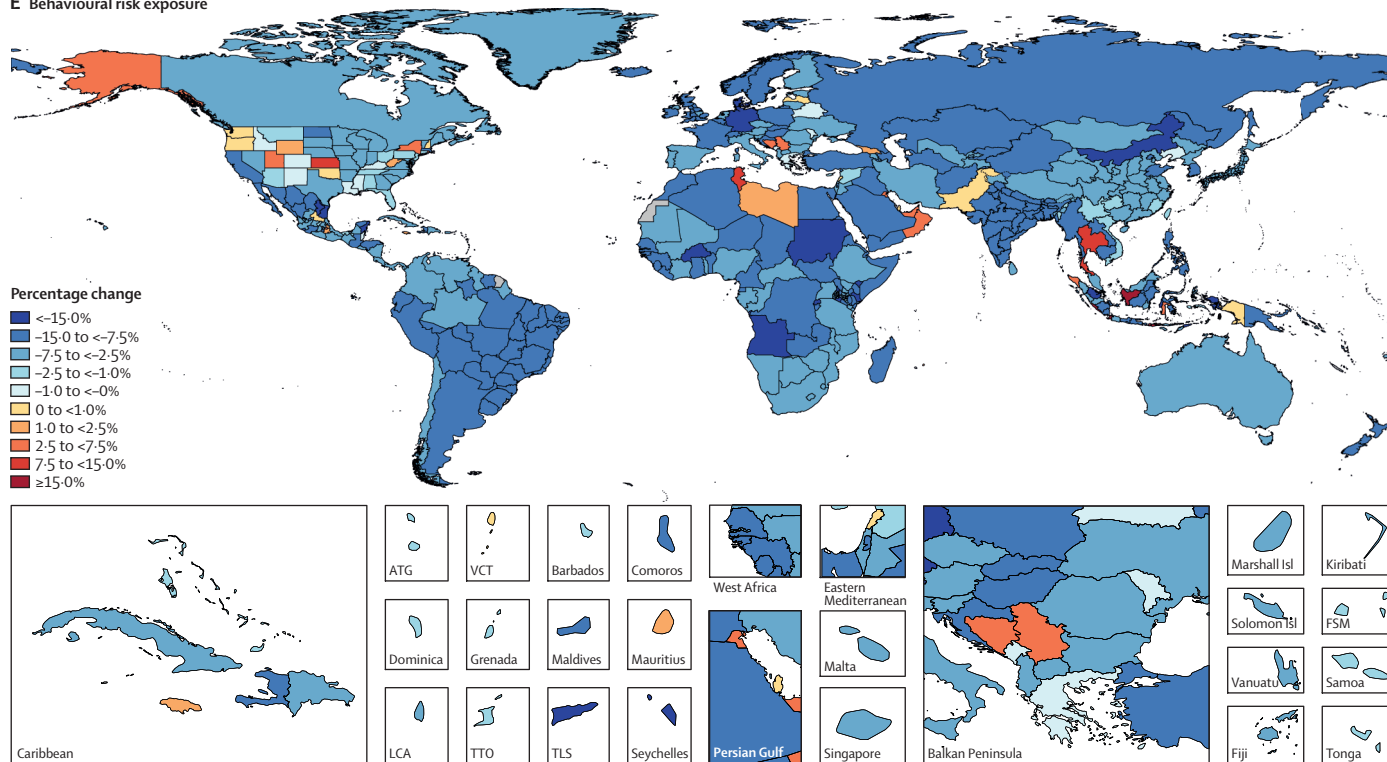 E Behavioural risk exposure
Percentage change
<–15·0%
–15·0 to <–7·5%
–7·5 to <–2·5%
–2·5 to <–1·0%
–1·0 to <–0%
0 to <1·0%
1·0 to <2·5%
2·5 to <7·5%
7·5 to <15·0%
≥15·0%
Caribbean
ATG
VCT
Barbados
Comoros
Dominica
Grenada
Maldives
Mauritius
LCA
TTO
TLS
Seychelles
West Africa
Eastern
Mediterranean
Persian Gulf
Malta
Singapore
Balkan Peninsula
Marshall Isl
Kiribati
Solomon Isl
FSM
Vanuatu
Samoa
Fiji
Tonga